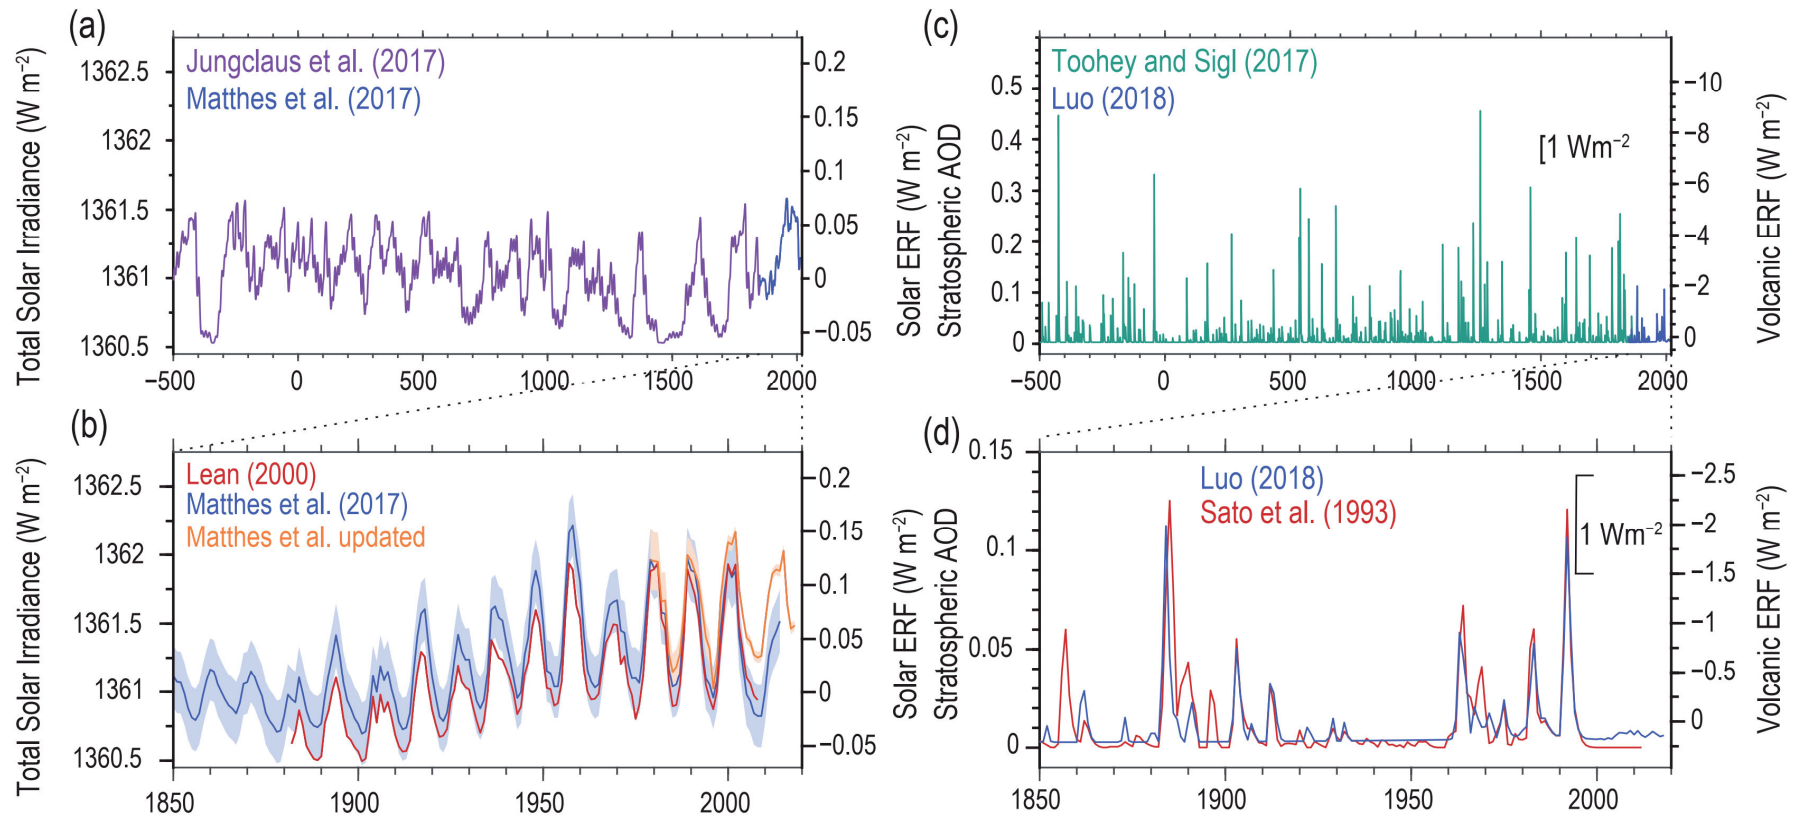 (a)
Jungclaus et al. (2017)
Matthes et al. (2017)
Total Solar Irradiance (W m−2)
1362.5
1362
1361.5
1361
1360.5
0.2
0.15
0.1
0.05
0
−0.05
Solar ERF (W m−2)
−500
0
500
1000
1500
2000
(c)
Toohey and Sigl (2017)
Luo (2018)
[1 Wm−2
Stratospheric AOD
0.5
0.4
0.3
0.2
0.1
0
−10
−8
−6
−4
−2
0
Volcanic ERF (W m−2)
−500
0
500
1000
1500
2000
(b)
Lean (2000)
Matthes et al. (2017)
Matthes et al. updated
Total Solar Irradiance (W m−2)
1362.5
1362
1361.5
1361
1360.5
0.2
0.15
0.1
0.05
0
−0.05
Solar ERF (W m−2)
1850
1900
1950
2000
(d)
Luo (2018)
Sato et al. (1993)
1 Wm−2
Stratospheric AOD
0.15
0.1
0.05
0
−2.5
−2
−1.5
−1
−0.5
0
Volcanic ERF (W m−2)
1850
1900
1950
2000